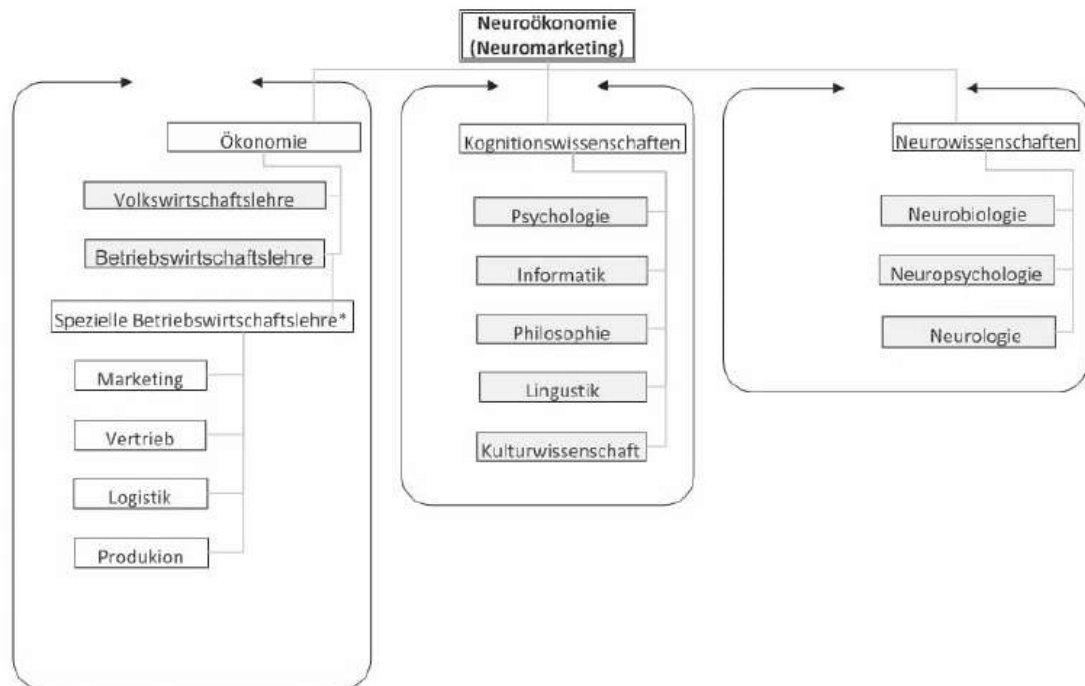 Neuroökonomie
(Neuromarketing)
Ökonomie
Volkswirtschaftslehre
Betriebswirtschaftslehre
Spezielle Betriebswirtschaftslehre*
Marketing
Vertrieb
Logistik
Produkion
Kognitionswissenschaften
Psychologie
Informatik
Philosophie
Lingustik
Kulturwissenschaft
Neurowissenschaften
Neurobiologie
Neuropsychologie
Neurologie